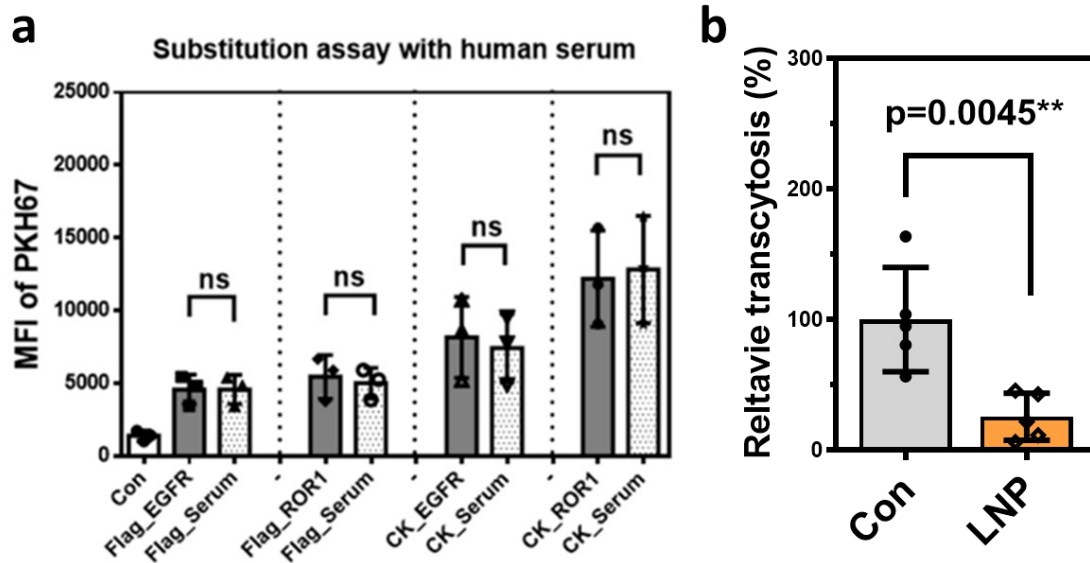 a
Substitution assay with human serum
MFI of PKH67
25000
20000
15000
10000
5000
0
ns
ns
ns
ns
Con
Flag_EGFR
Flag_Serum
-
Flag_ROR1
Flag_Serum
-
CK_EGFR
CK_Serum
-
CK_ROR1
CK_Serum
b
Reltavie transcytosis (%)
300
200
100
0
p=0.0045**
Con
LNP